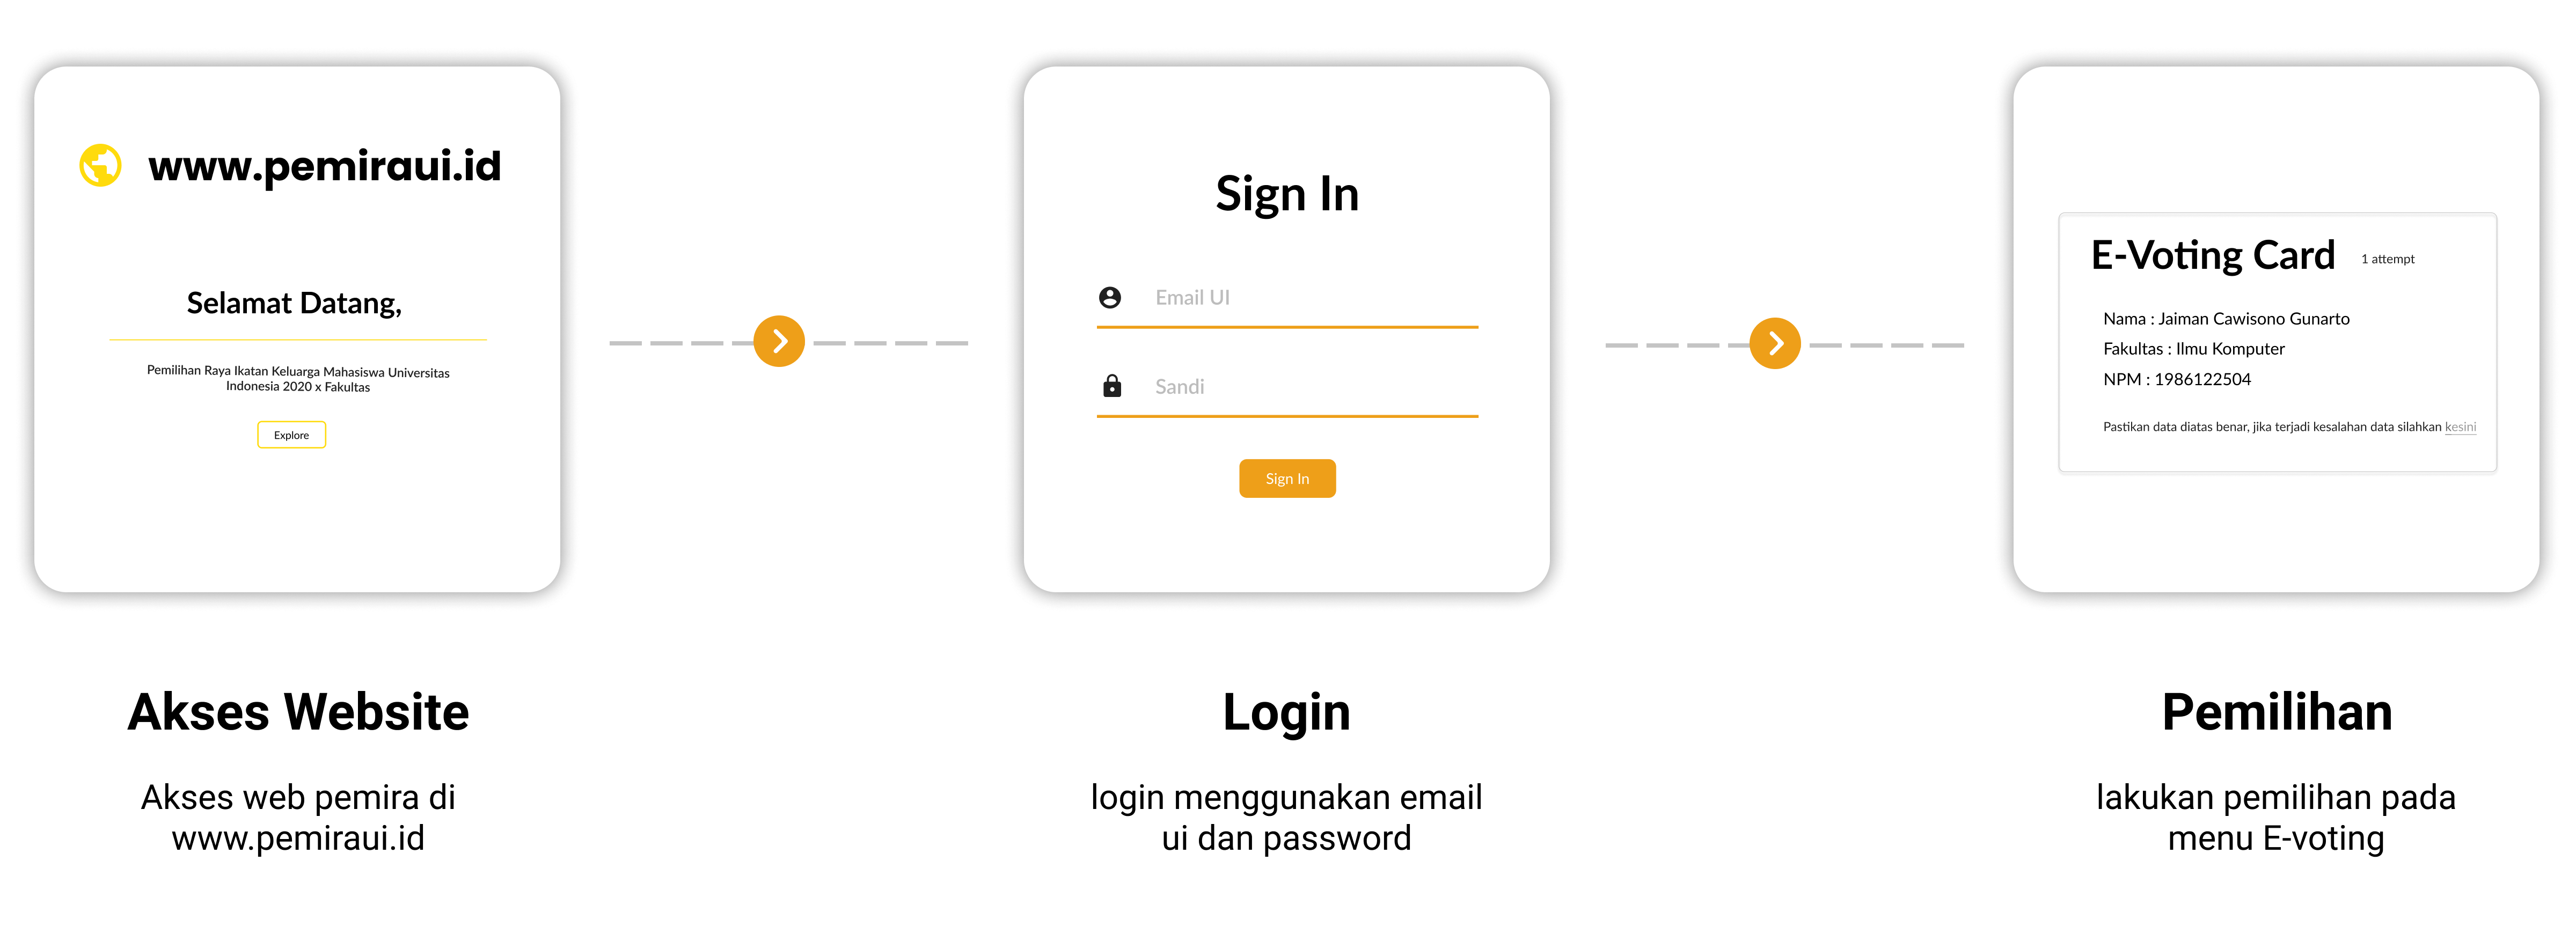 www.pemiraui.id
Selamat Datang,
Pemilihan Raya Ikatan Keluarga Mahasiswa Universitas
Indonesia 2020 x Fakultas
Explore
Akses Website
Akses web pemira di
www.pemiraui.id
Sign In
Email UI
Sandi
Sign In
Login
login menggunakan email
ui dan password
E-Voting Card 1 attempt
Nama : Jaiman Cawisono Gunarto
Fakultas : Ilmu Komputer
NPM : 1986122504
Pastikan data diatas benar, jika terjadi kesalahan data silahkan kesini
Pemilihan
lakukan pemilihan pada
menu E-voting